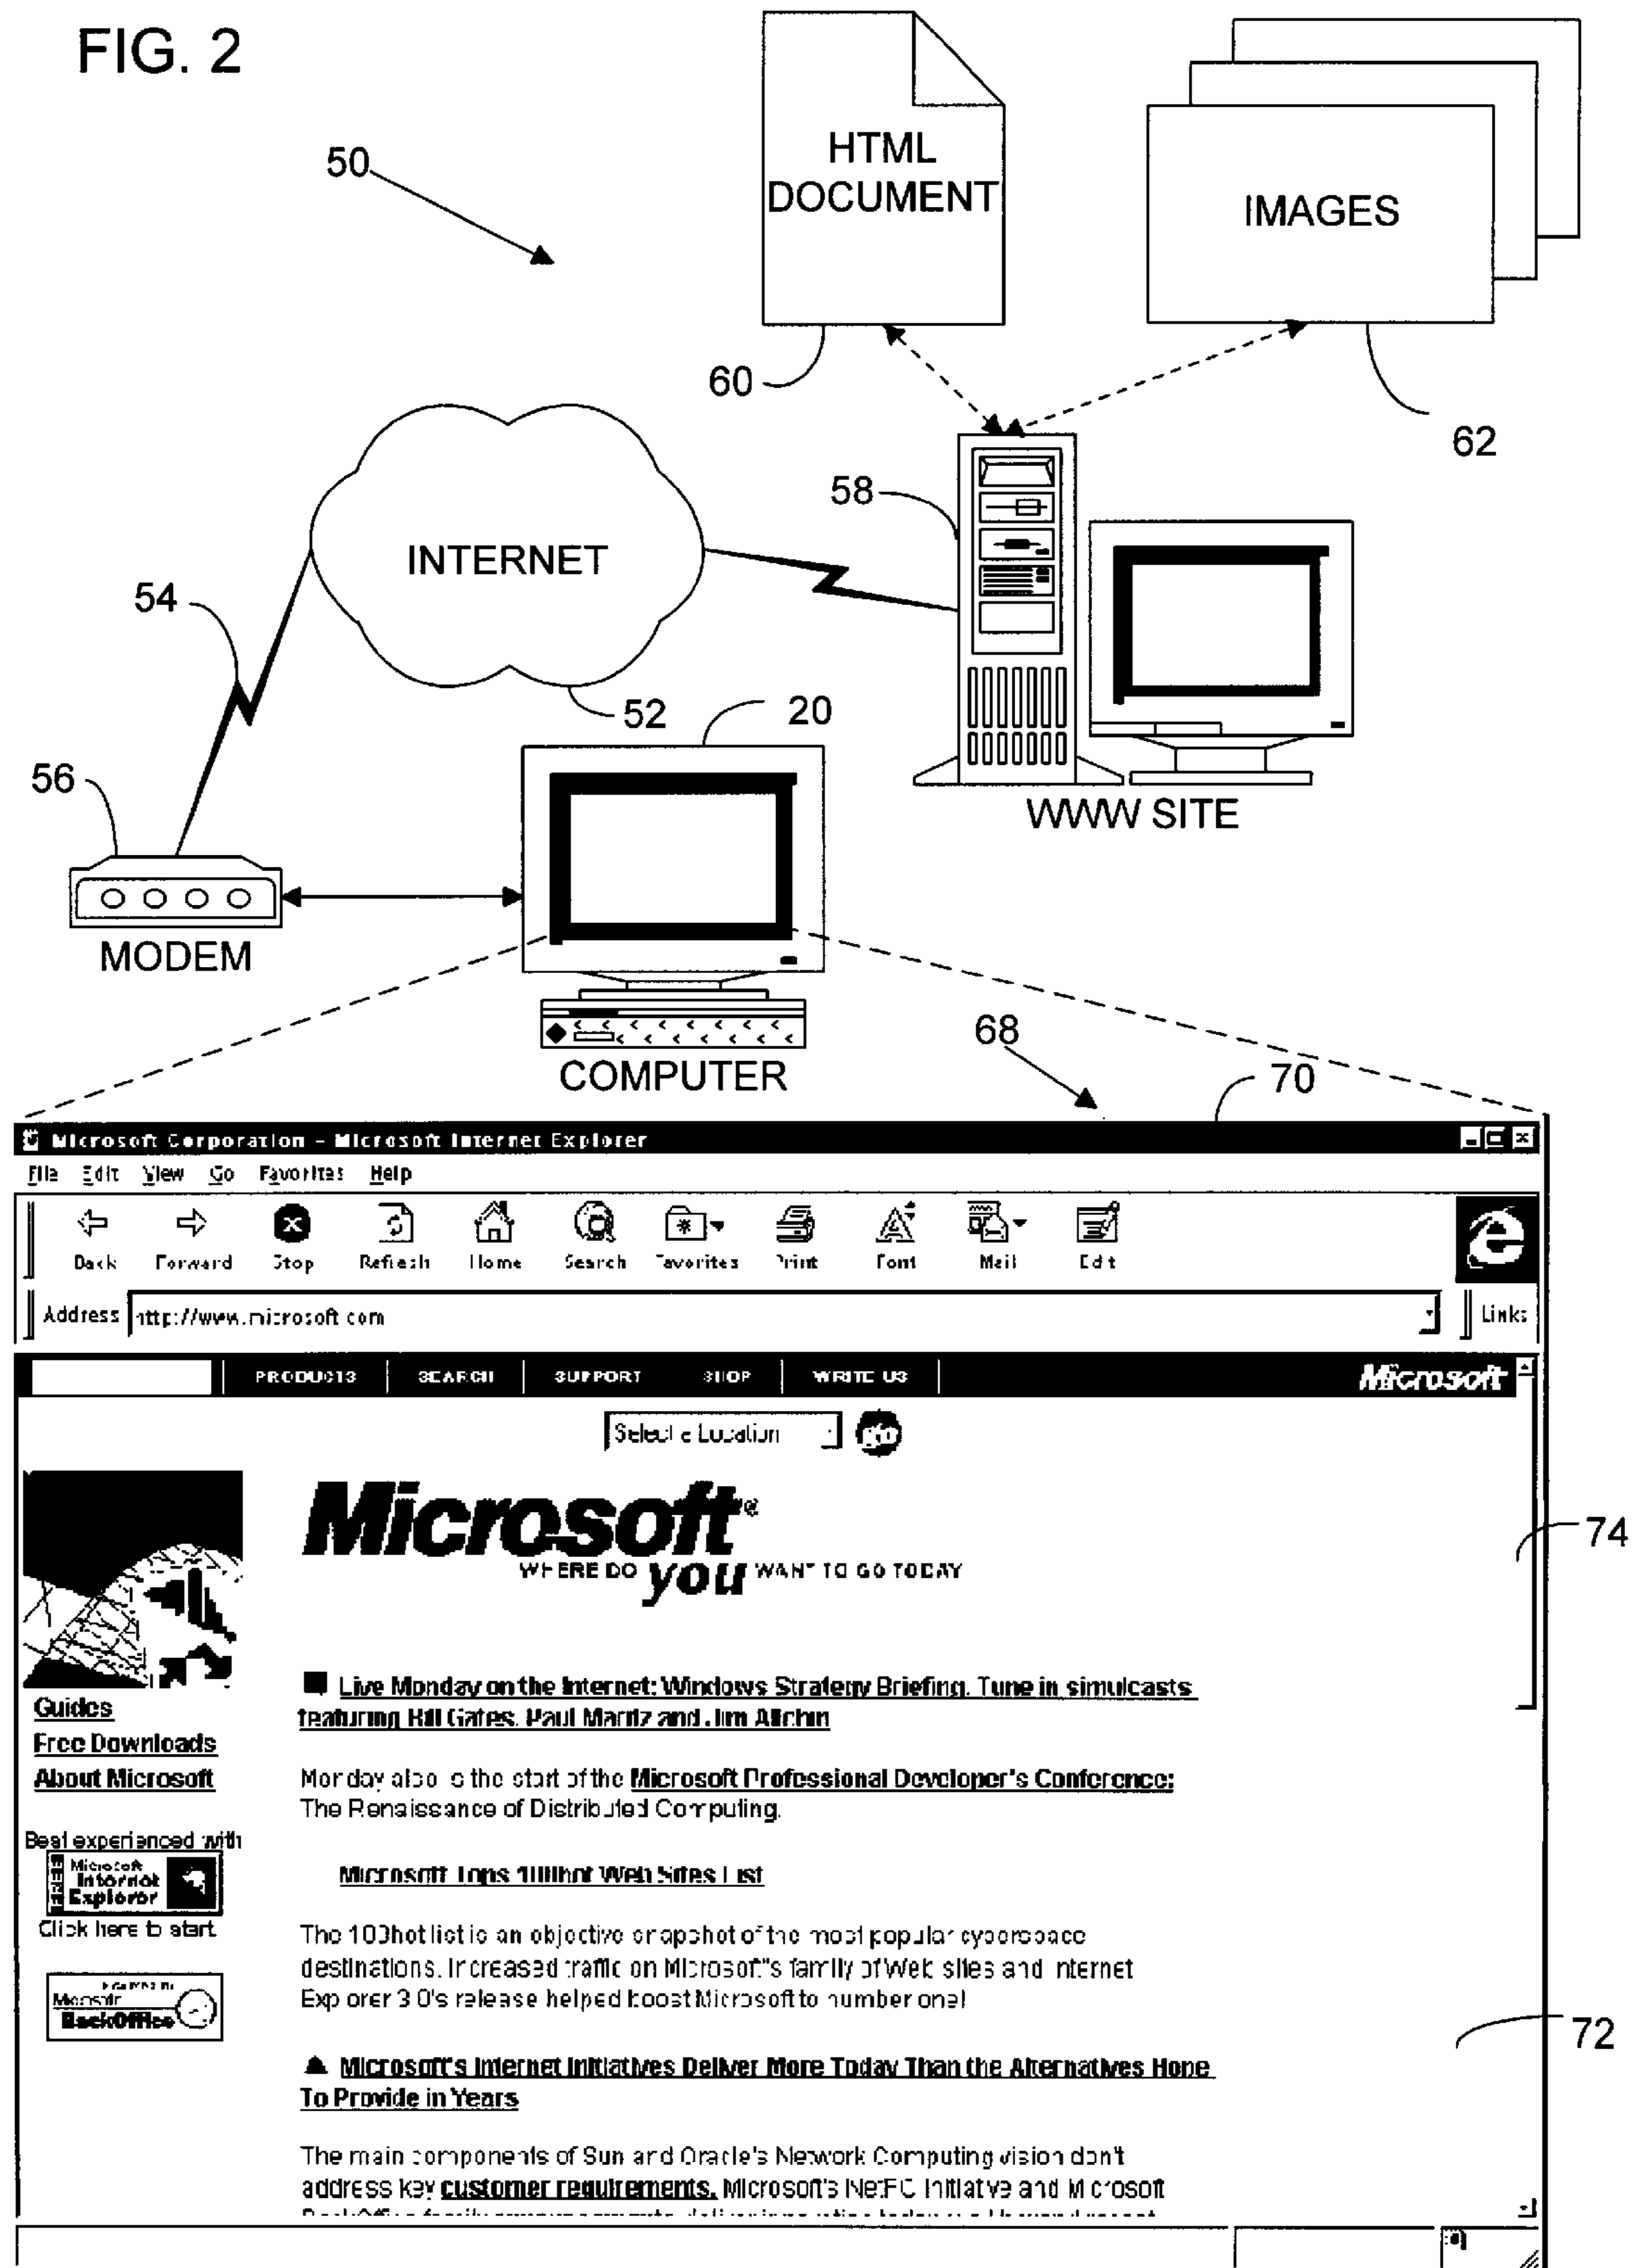 FIG. 2
50
HTML
DOCUMENT
IMAGES
60
62
58
INTERNET
54
52
20
56
WWW SITE
MODEM
COMPUTER
68
70
Microsoft Corporation - Microsoft Internet Explorer
File Edit View Go Favorites Help
Back Forward Stop Refresh Home Search Favorites Print Font Mail Edit
Address http://www.microsoft.com Links
PRODUCTS SEARCH SUPPORT SHOP WRITE US Microsoft
Select a Location go
Microsoft®
WHERE DO you WANT TO GO TODAY
74
Live Monday on the Internet: Windows Strategy Briefing. Tune in simulcasts
featuring Bill Gates, Paul Maritz and Jim Allchin
Guides
Free Downloads
About Microsoft
Monday also is the start of the Microsoft Professional Developer's Conference:
The Renaissance of Distributed Computing.
Best experienced with
Microsoft
Internet
Explorer
Click here to start
Microsoft Tops 100hot Web Sites List
The 100hot list is an objective snapshot of the most popular cyberspace
destinations. Increased traffic on Microsoft's family of Web sites and Internet
Explorer 3.0's release helped boost Microsoft to number one!
Microsoft
BackOffice
72
Microsoft's Internet Initiatives Deliver More Today Than the Alternatives Hope
To Provide in Years
The main components of Sun and Oracle's Network Computing vision don't
address key customer requirements. Microsoft's NetPC Initiative and Microsoft